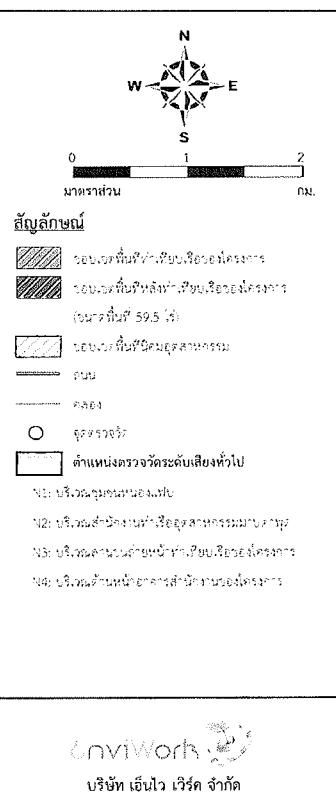 N
W E
S
0 1 2
มาตราส่วน กม.
สัญลักษณ์
ขอบเขตพื้นที่ท่าเทียบเรือของโครงการ
ขอบเขตพื้นที่หลังท่าเทียบเรือของโครงการ
(ขนาดพื้นที่ 59.5 ไร่)
ขอบเขตพื้นที่นิคมอุตสาหกรรม
ถนน
คลอง
จุดตรวจวัด
ตำแหน่งตรวจวัดระดับเสียงทั่วไป
N1: บริเวณชุมชนหนองแฟบ
N2: บริเวณสำนักงานท่าเรืออุตสาหกรรมมาบตาพุด
N3: บริเวณลานขนถ่ายหน้าท่าเทียบเรือของโครงการ
N4: บริเวณด้านหน้าอาคารสำนักงานของโครงการ
EnviWork
บริษัท เอ็นไว เวิร์ค จำกัด